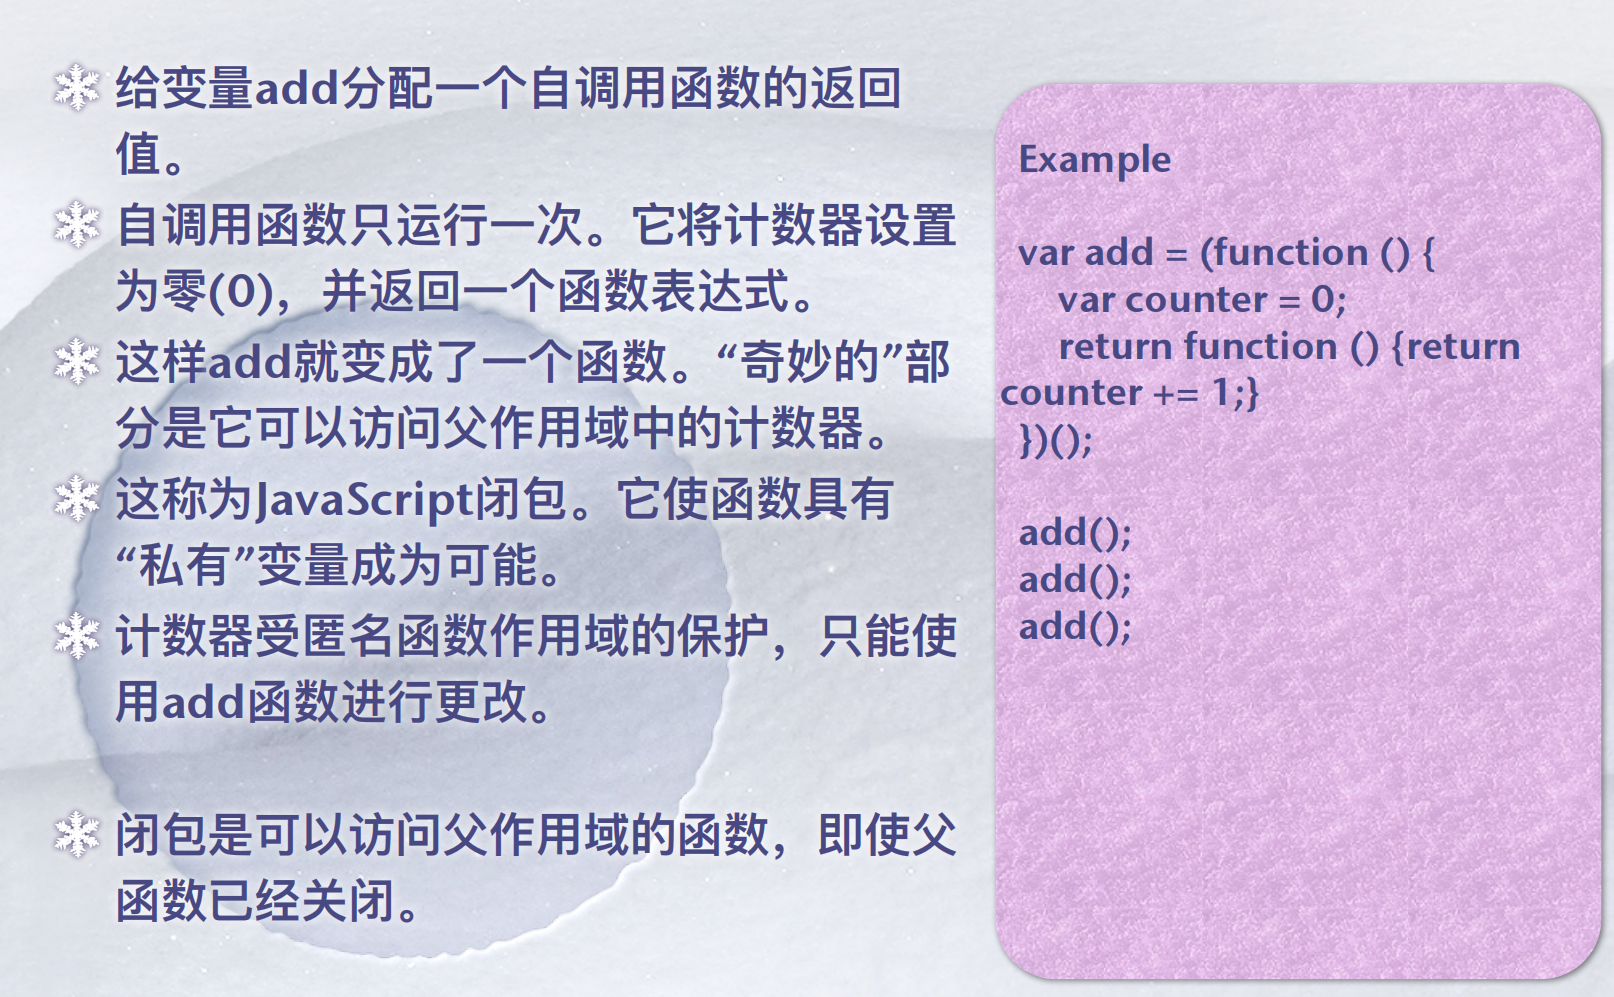 给变量add分配一个自调用函数的返回
值。
自调用函数只运行一次。它将计数器设置
为零(0)，并返回一个函数表达式。
这样add就变成了一个函数。“奇妙的”部
分是它可以访问父作用域中的计数器。
这称为JavaScript闭包。它使函数具有
“私有”变量成为可能。
计数器受匿名函数作用域的保护，只能使
用add函数进行更改。
闭包是可以访问父作用域的函数，即使父
函数已经关闭。
Example
var add = (function () {
var counter = 0;
return function () {return
counter += 1;}
})();
add();
add();
add();